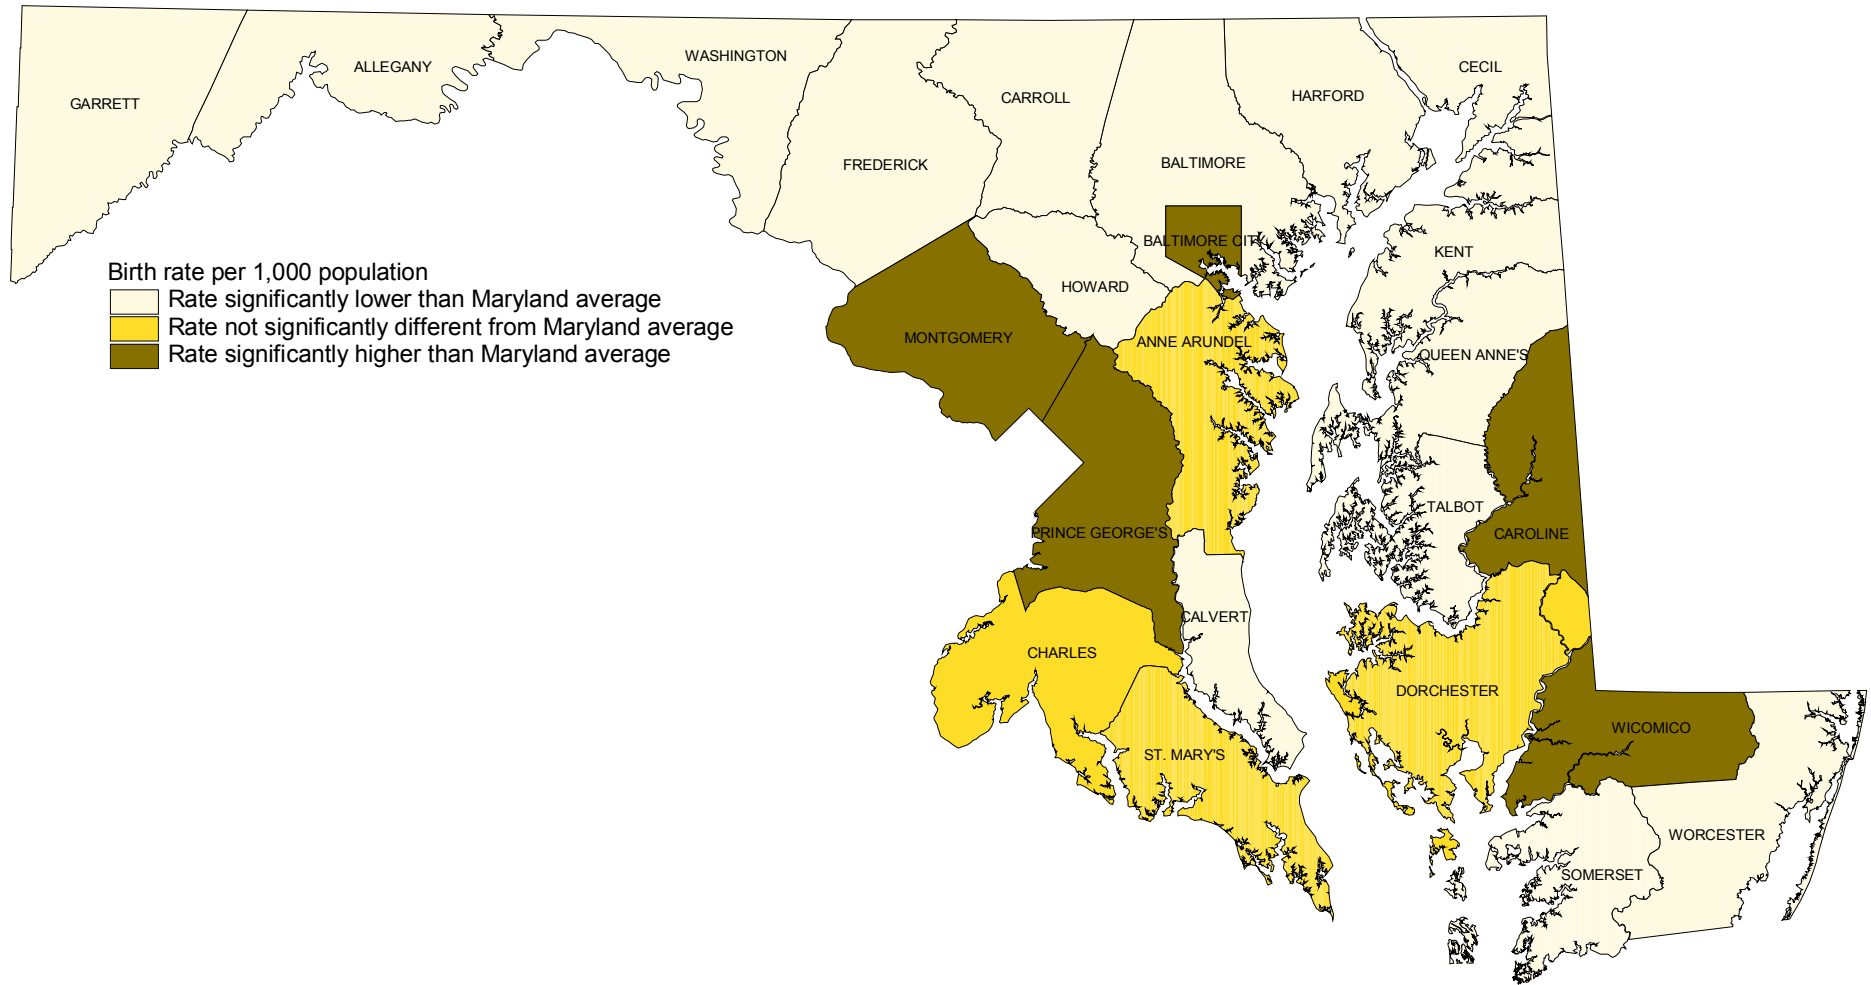 WASHINGTON
ALLEGANY
CECIL
GARRETT
CARROLL
HARFORD
FREDERICK
BALTIMORE
BALTIMORE CITY
KENT
Birth rate per 1,000 population
Rate significantly lower than Maryland average
Rate not significantly different from Maryland average
Rate significantly higher than Maryland average
HOWARD
MONTGOMERY
ANNE ARUNDEL
QUEEN ANNE'S
TALBOT
PRINCE GEORGE'S
CAROLINE
CALVERT
CHARLES
DORCHESTER
WICOMICO
ST. MARY'S
WORCESTER
SOMERSET